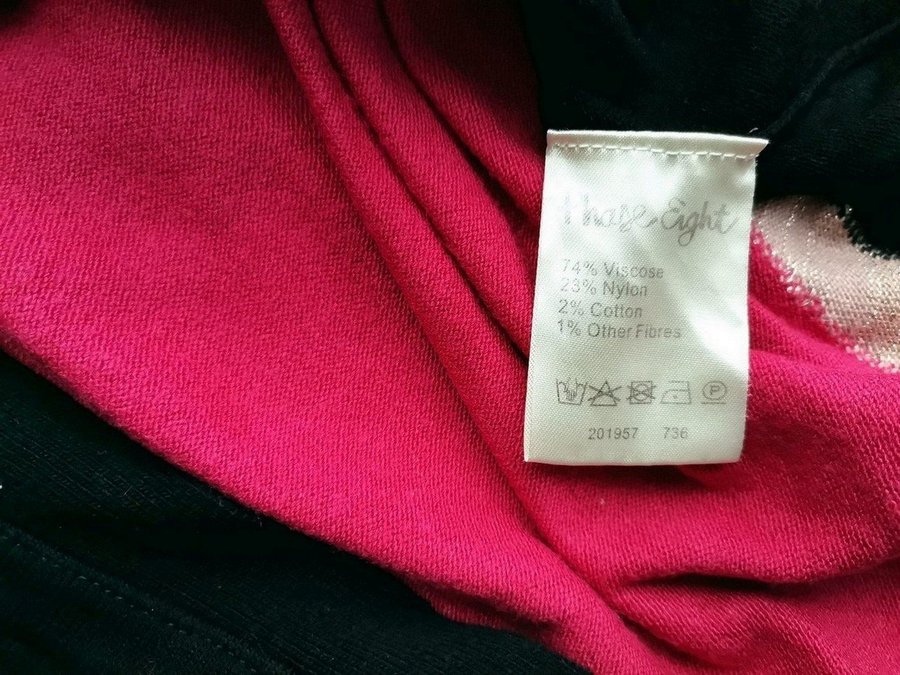 Phase Eight
74% Viscose
23% Nylon
2% Cotton
1% Other Fibres
P
201957 736